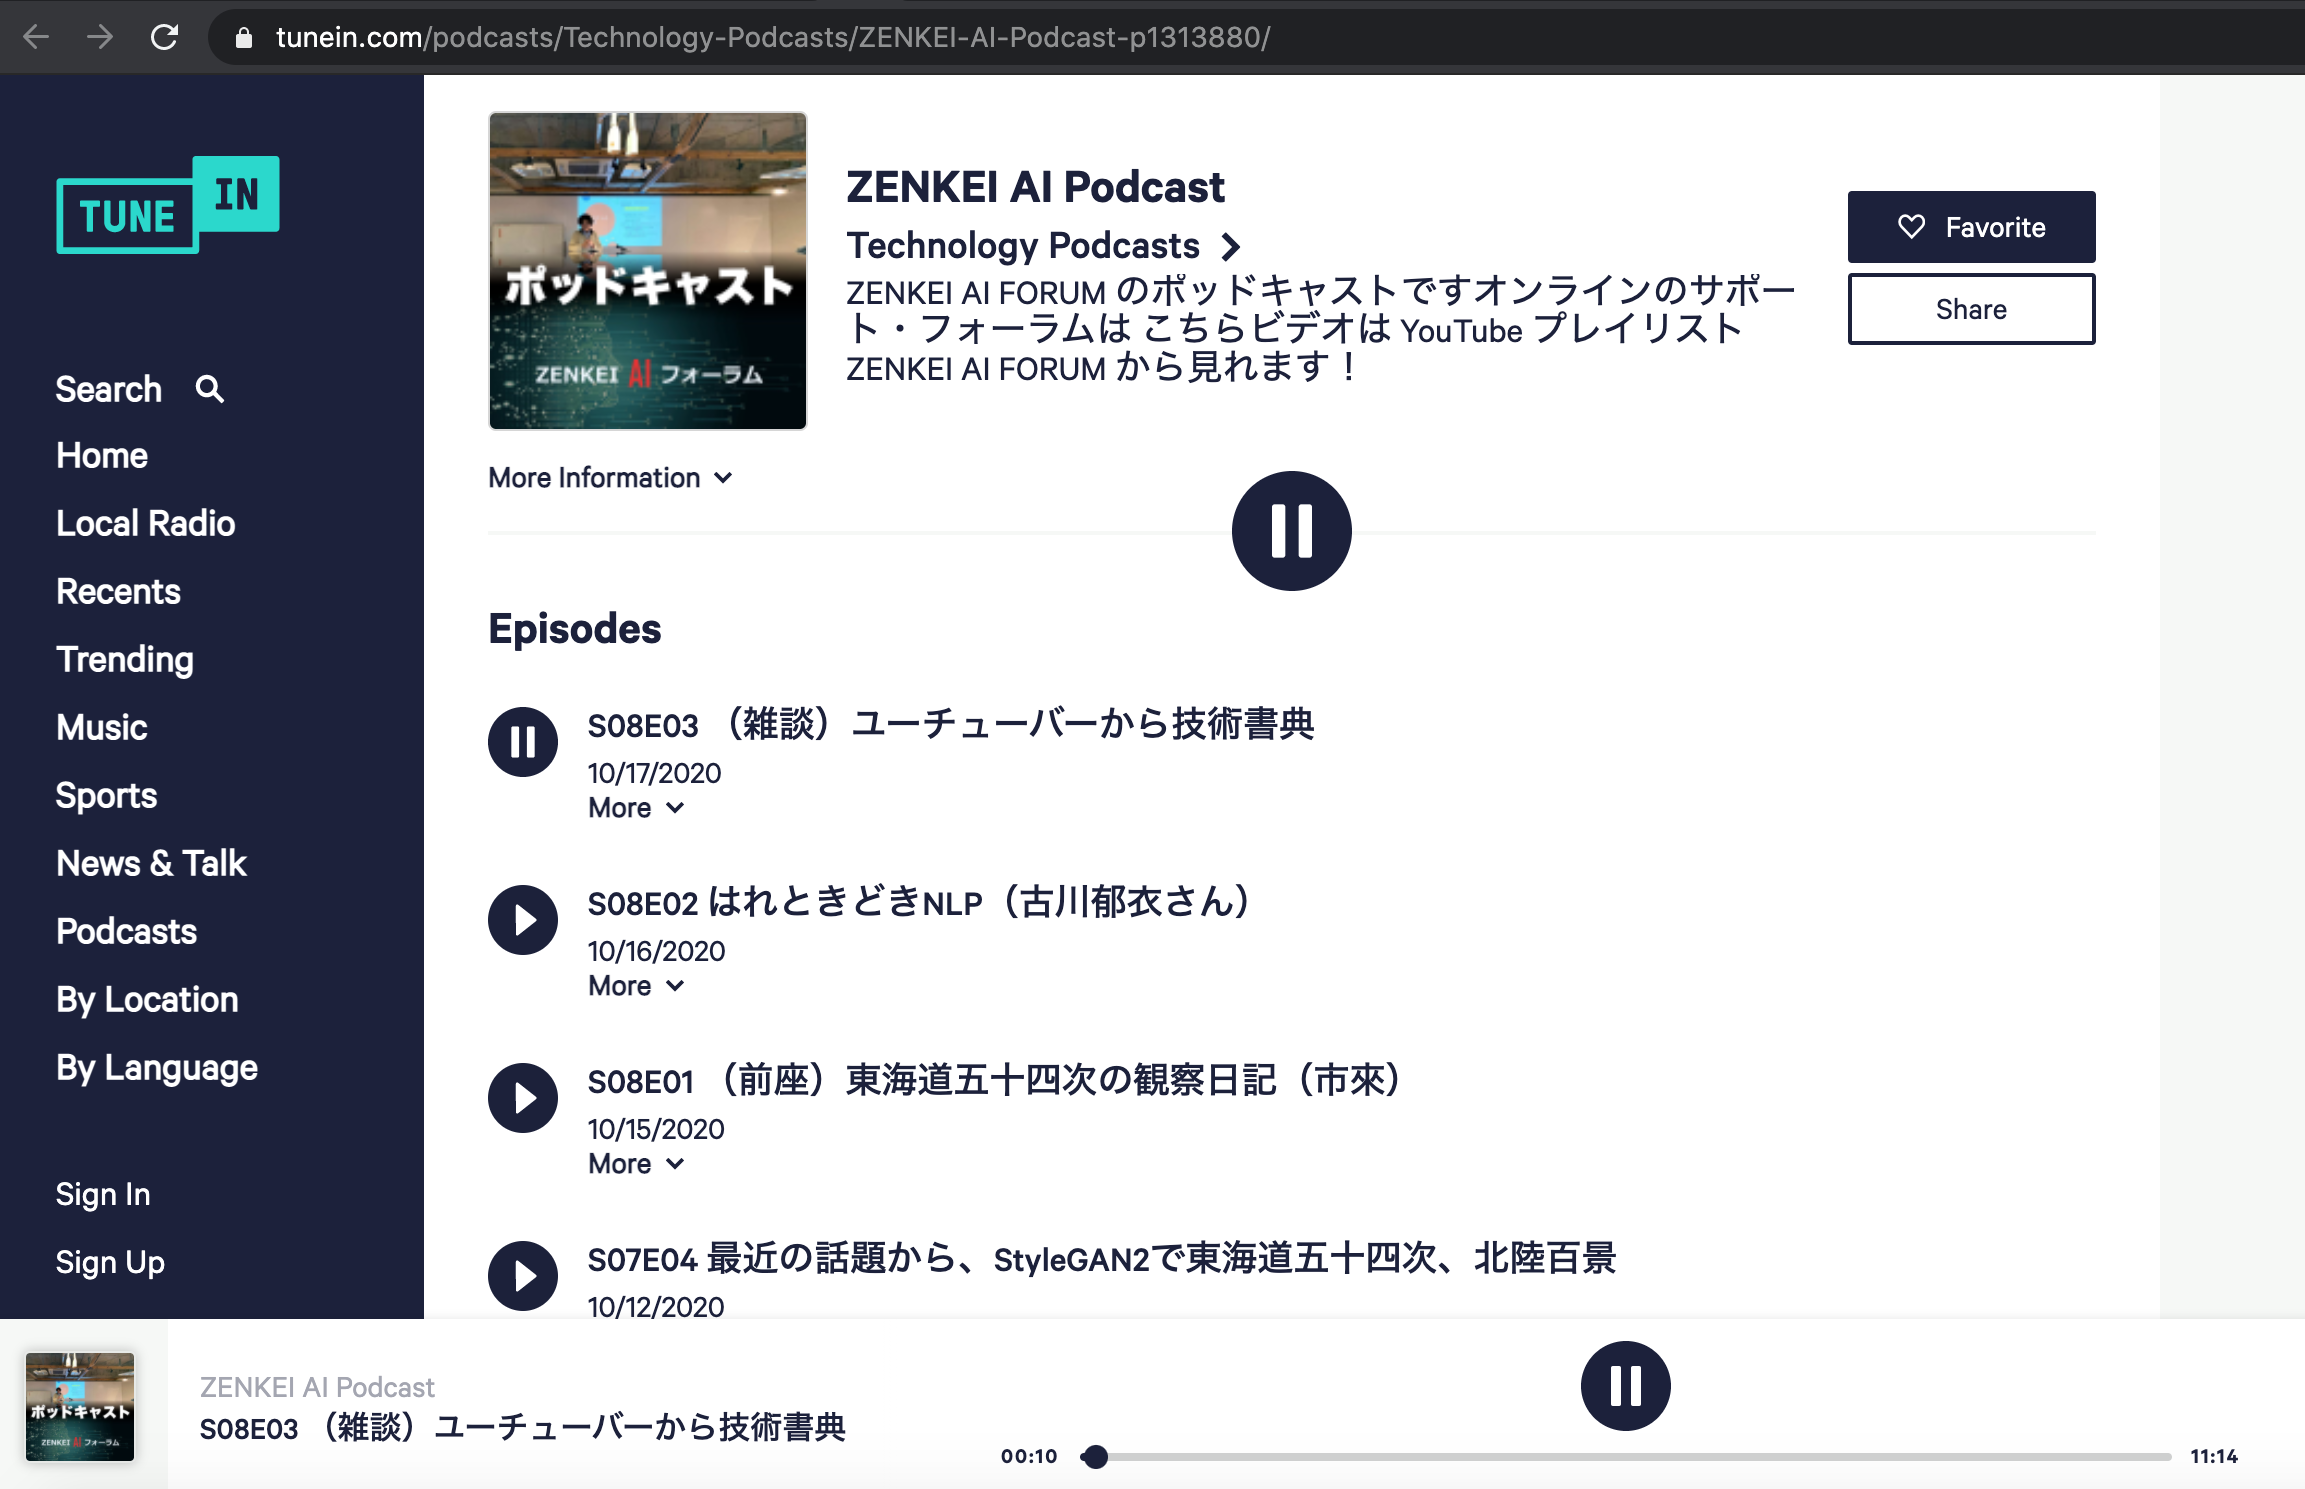 tunein.com/podcasts/Technology-Podcasts/ZENKEI-AI-Podcast-p1313880/
TUNE IN
Search
Home
Local Radio
Recents
Trending
Music
Sports
News & Talk
Podcasts
By Location
By Language
Sign In
Sign Up
ポッドキャスト
ZENKEI AI フォーラム
ZENKEI AI Podcast
Technology Podcasts
ZENKEI AI FORUM のポッドキャストですオンラインのサポー
ト・フォーラムは こちらビデオは YouTube プレイリスト
ZENKEI AI FORUM から見れます！
Favorite
Share
More Information
Episodes
S08E03 （雑談）ユーチューバーから技術書典
10/17/2020
More
S08E02 はれときどきNLP（古川郁衣さん）
10/16/2020
More
S08E01 （前座）東海道五十四次の観察日記（市來）
10/15/2020
More
S07E04 最近の話題から、StyleGAN2で東海道五十四次、北陸百景
10/12/2020
ポッドキャスト
ZENKEI AI フォーラム
ZENKEI AI Podcast
S08E03 （雑談）ユーチューバーから技術書典
00:10
11:14